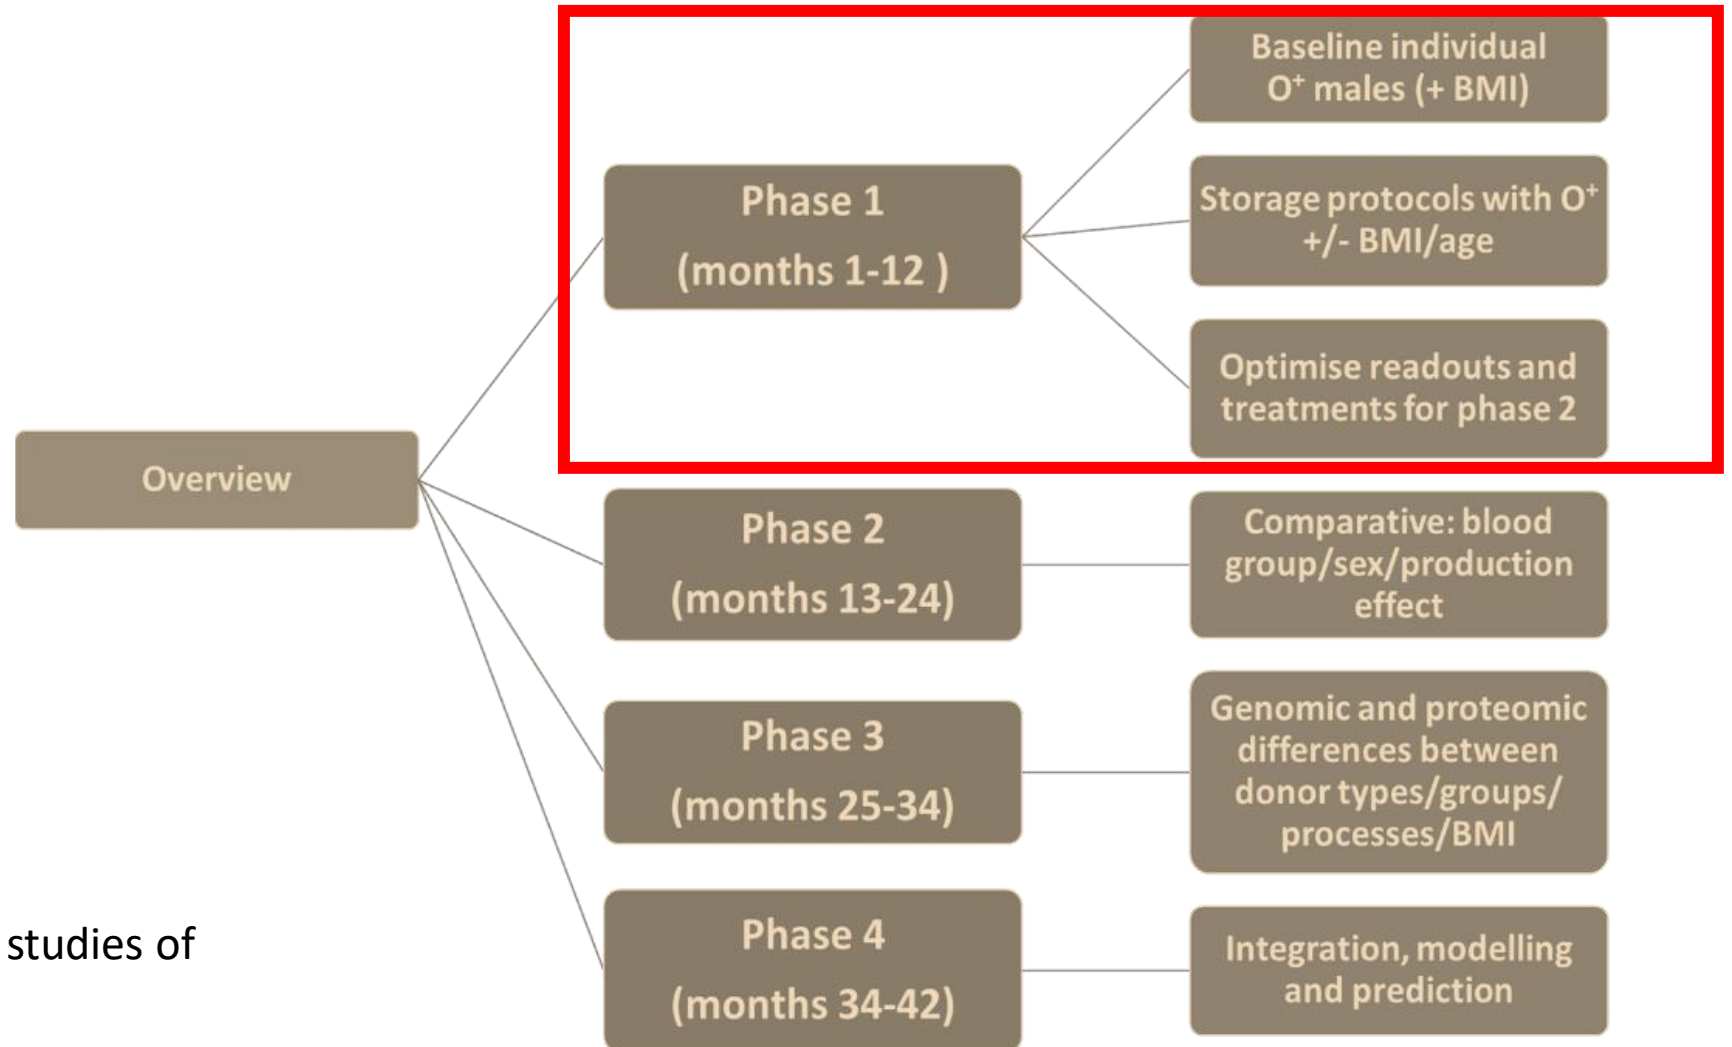 Overview
Phase 1
(months 1-12 )
Baseline individual
O⁺ males (+ BMI)
Storage protocols with O⁺
+/- BMI/age
Optimise readouts and
treatments for phase 2
Phase 2
(months 13-24)
Comparative: blood
group/sex/production
effect
Phase 3
(months 25-34)
Genomic and proteomic
differences between
donor types/groups/
processes/BMI
Phase 4
(months 34-42)
Integration, modelling
and prediction
studies of